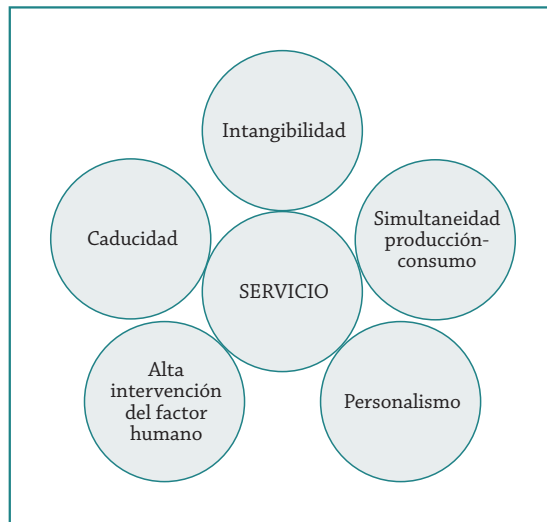 Intangibilidad
Simultaneidad
producción-
consumo
Caducidad
SERVICIO
Alta
intervención
del factor
humano
Personalismo